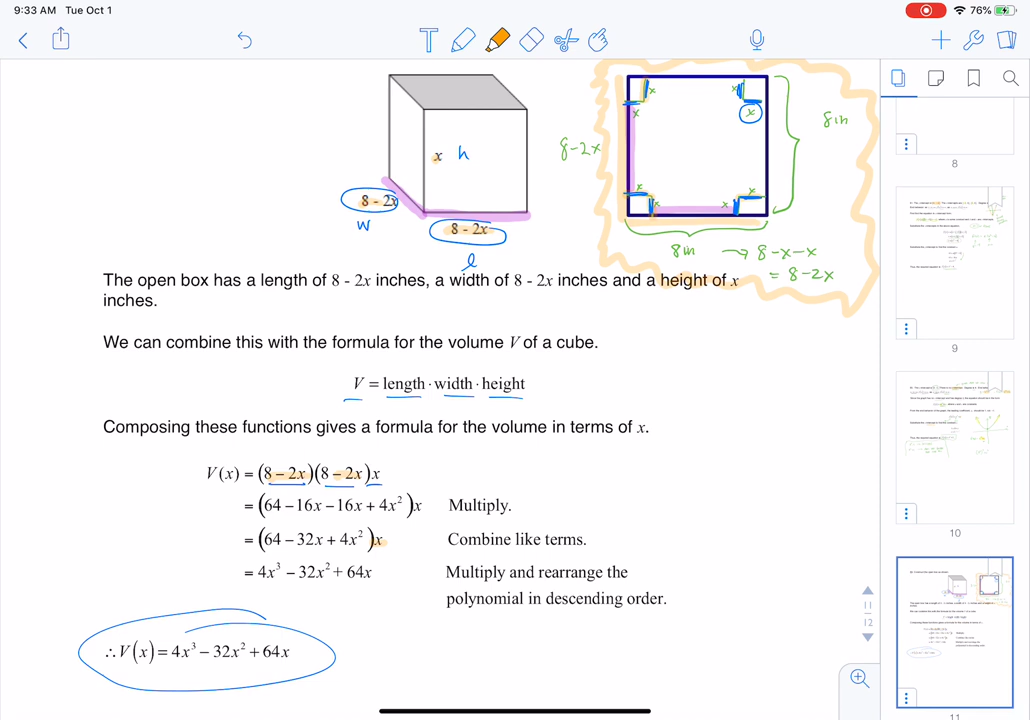 9:33 AM Tue Oct 1
76%
T
x h
8 - 2x
w
8 - 2x
l
x
x
x
x
x
x
x
x
8-2x
8in
8in → 8-x-x
= 8-2x
The open box has a length of 8 - 2x inches, a width of 8 - 2x inches and a height of x
inches.
We can combine this with the formula for the volume V of a cube.
V = length · width · height
Composing these functions gives a formula for the volume in terms of x.
V(x) = (8 − 2x)(8 − 2x)x
= (64 − 16x − 16x + 4x²)x Multiply.
= (64 − 32x + 4x²)x Combine like terms.
= 4x³ − 32x² + 64x Multiply and rearrange the
polynomial in descending order.
∴ V(x) = 4x³ − 32x² + 64x
11
12
8
9
10
11